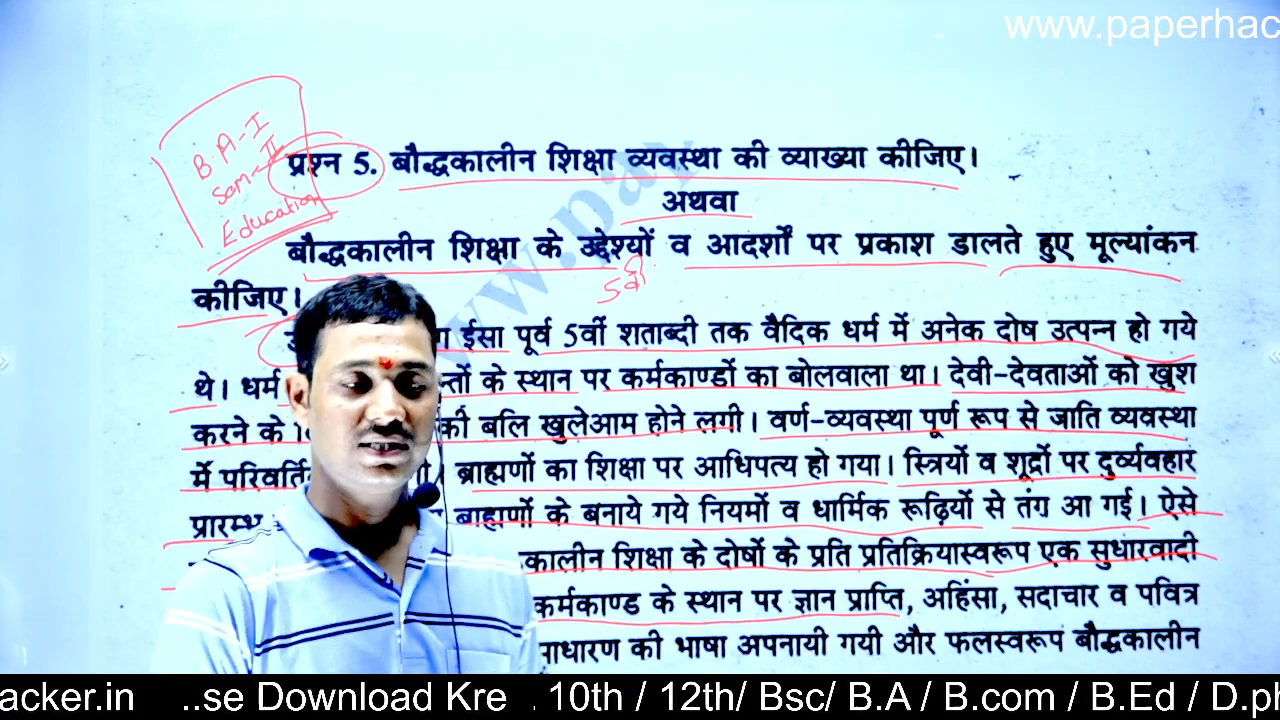 www.paperhac
B.A-I
Sem-II
Education
प्रश्न 5. बौद्धकालीन शिक्षा व्यवस्था की व्याख्या कीजिए।
अथवा
बौद्धकालीन शिक्षा के उद्देश्यों व आदर्शों पर प्रकाश डालते हुए मूल्यांकन
5वीं
कीजिए।
ईसा पूर्व 5वीं शताब्दी तक वैदिक धर्म में अनेक दोष उत्पन्न हो गये
थे। धर्म के स्थान पर कर्मकाण्डों का बोलवाला था। देवी-देवताओं को खुश
करने के की बलि खुलेआम होने लगी। वर्ण-व्यवस्था पूर्ण रूप से जाति व्यवस्था
में ब्राह्मणों का शिक्षा पर आधिपत्य हो गया। स्त्रियों व शूद्रों पर दुर्व्यवहार
ब्राह्मणों के बनाये गये नियमों व धार्मिक रूढ़ियों से तंग आ गई। ऐसे
कालीन शिक्षा के दोषों के प्रति प्रतिक्रियास्वरूप एक सुधारवादी
कर्मकाण्ड के स्थान पर ज्ञान प्राप्ति, अहिंसा, सदाचार व पवित्र
की भाषा अपनायी गयी और फलस्वरूप बौद्धकालीन
www.pap
acker.in ..se Download Kre 10th / 12th/ Bsc/ B.A / B.com / B.Ed / D.ph